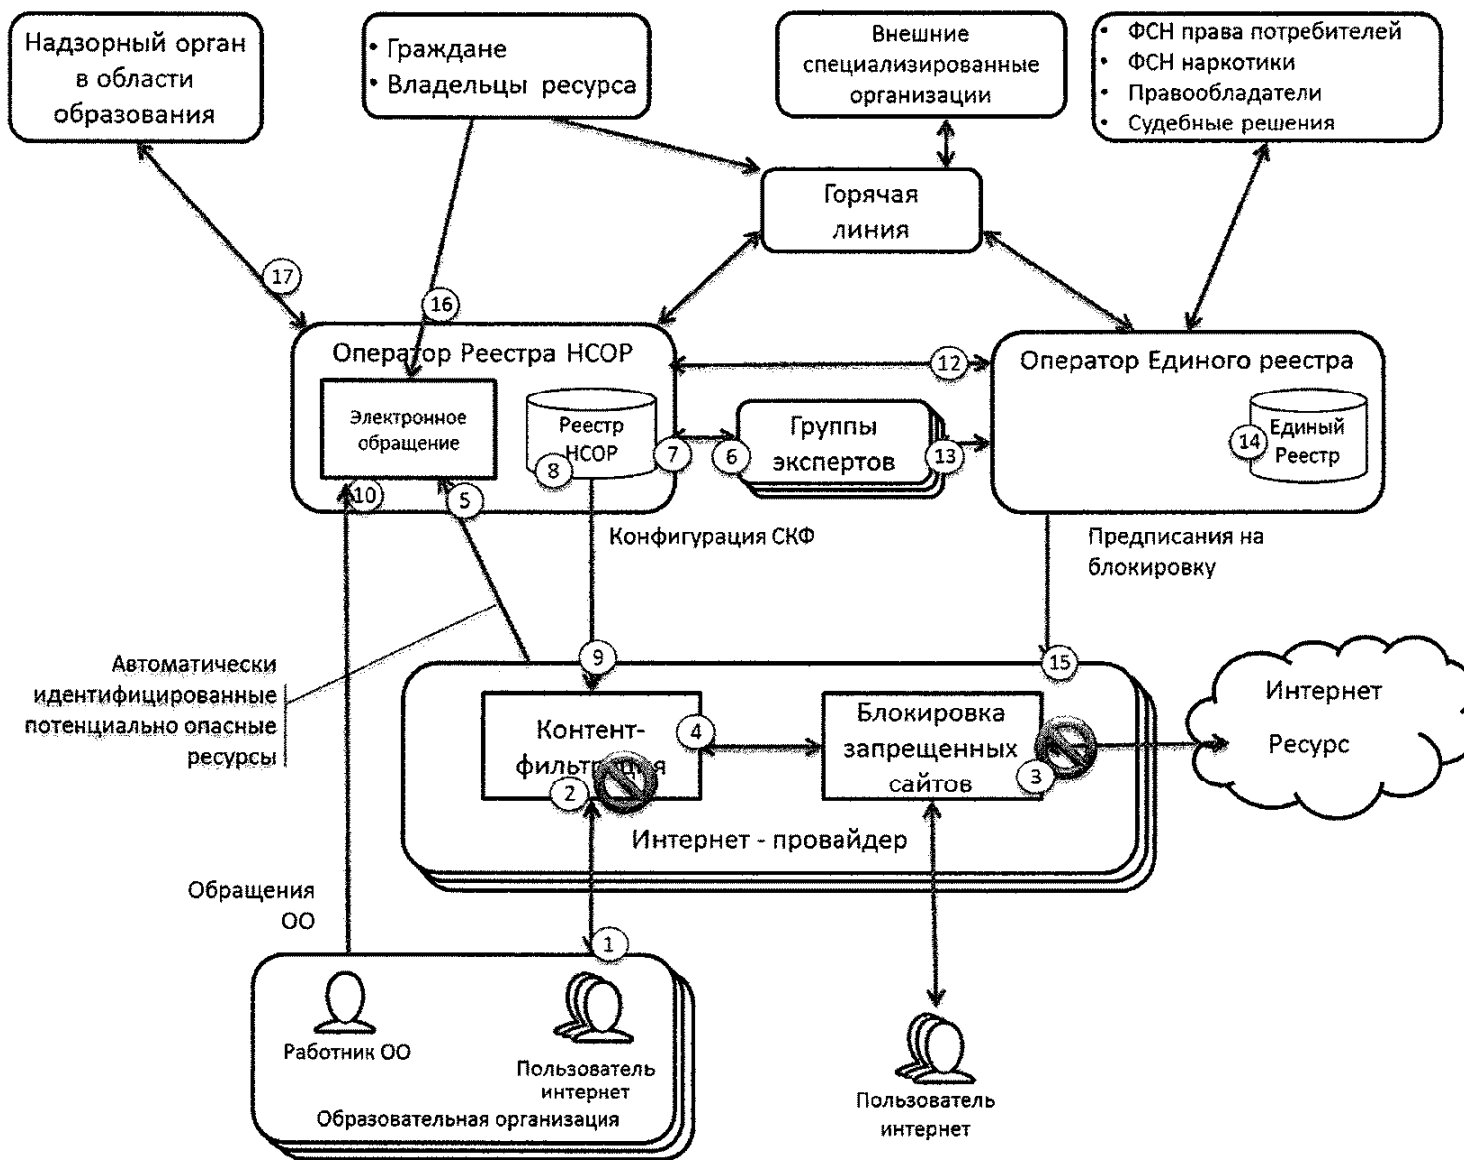 Надзорный орган
в области
образования
• Граждане
• Владельцы ресурса
Внешние
специализированные
организации
• ФСН права потребителей
• ФСН наркотики
• Правообладатели
• Судебные решения
Горячая
линия
17
16
Оператор Реестра НСОР
12
Оператор Единого реестра
Электронное
обращение
Реестр
НСОР
8
7
6
Группы
экспертов
13
14
Единый
Реестр
10
5
Конфигурация СКФ
Предписания на
блокировку
Автоматически
идентифицированные
потенциально опасные
ресурсы
9
15
Контент-
фильтрация
4
2
Блокировка
запрещенных
сайтов
3
Интернет
Ресурс
Интернет - провайдер
Обращения
ОО
1
Работник ОО
Пользователь
интернет
Образовательная организация
Пользователь
интернет